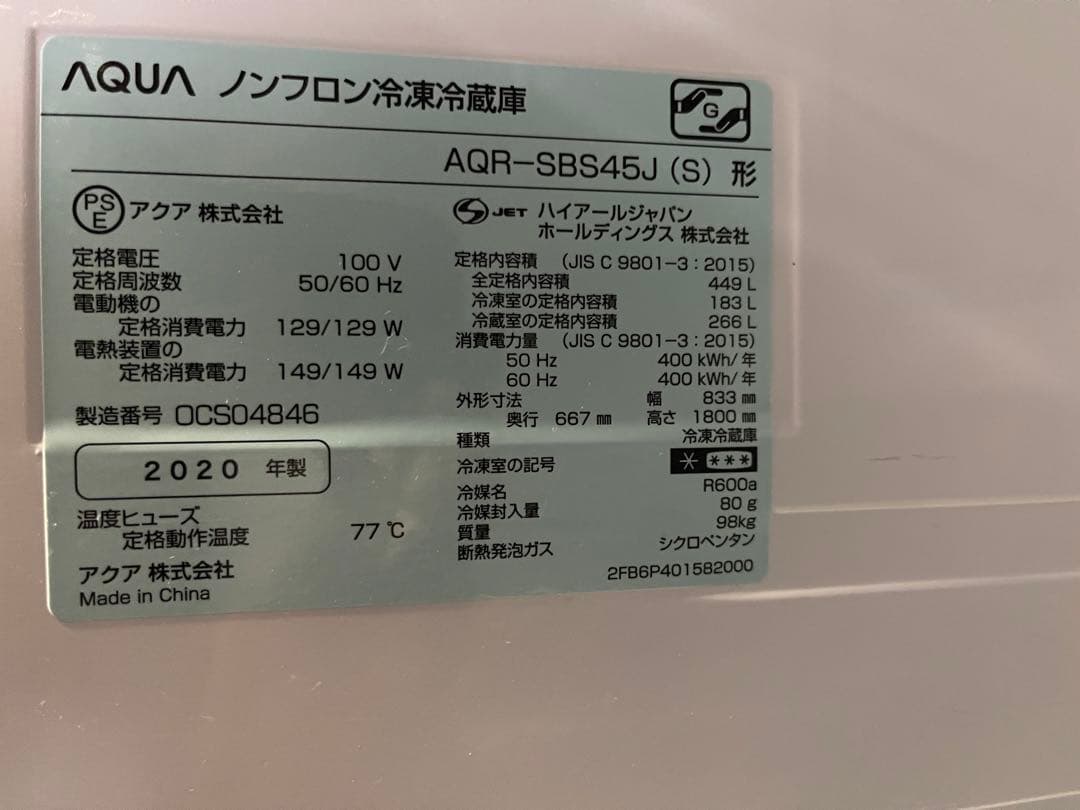 AQUA ノンフロン冷凍冷蔵庫
G
AQR-SBS45J (S) 形
PS
E
アクア 株式会社
定格電圧 100 V
定格周波数 50/60 Hz
電動機の
定格消費電力 129/129 W
電熱装置の
定格消費電力 149/149 W
製造番号 OCS04846
2020 年製
温度ヒューズ
定格動作温度 77 ℃
アクア 株式会社
Made in China
S JET ハイアールジャパン
ホールディングス 株式会社
定格内容積 (JIS C 9801-3:2015)
全定格内容積 449 L
冷凍室の定格内容積 183 L
冷蔵室の定格内容積 266 L
消費電力量 (JIS C 9801-3:2015)
50 Hz 400 kWh/年
60 Hz 400 kWh/年
外形寸法 幅 833 ㎜
奥行 667 ㎜ 高さ 1800 ㎜
種類 冷凍冷蔵庫
冷凍室の記号 * ***
冷媒名 R600a
冷媒封入量 80 g
質量 98kg
断熱発泡ガス シクロペンタン
2FB6P401582000